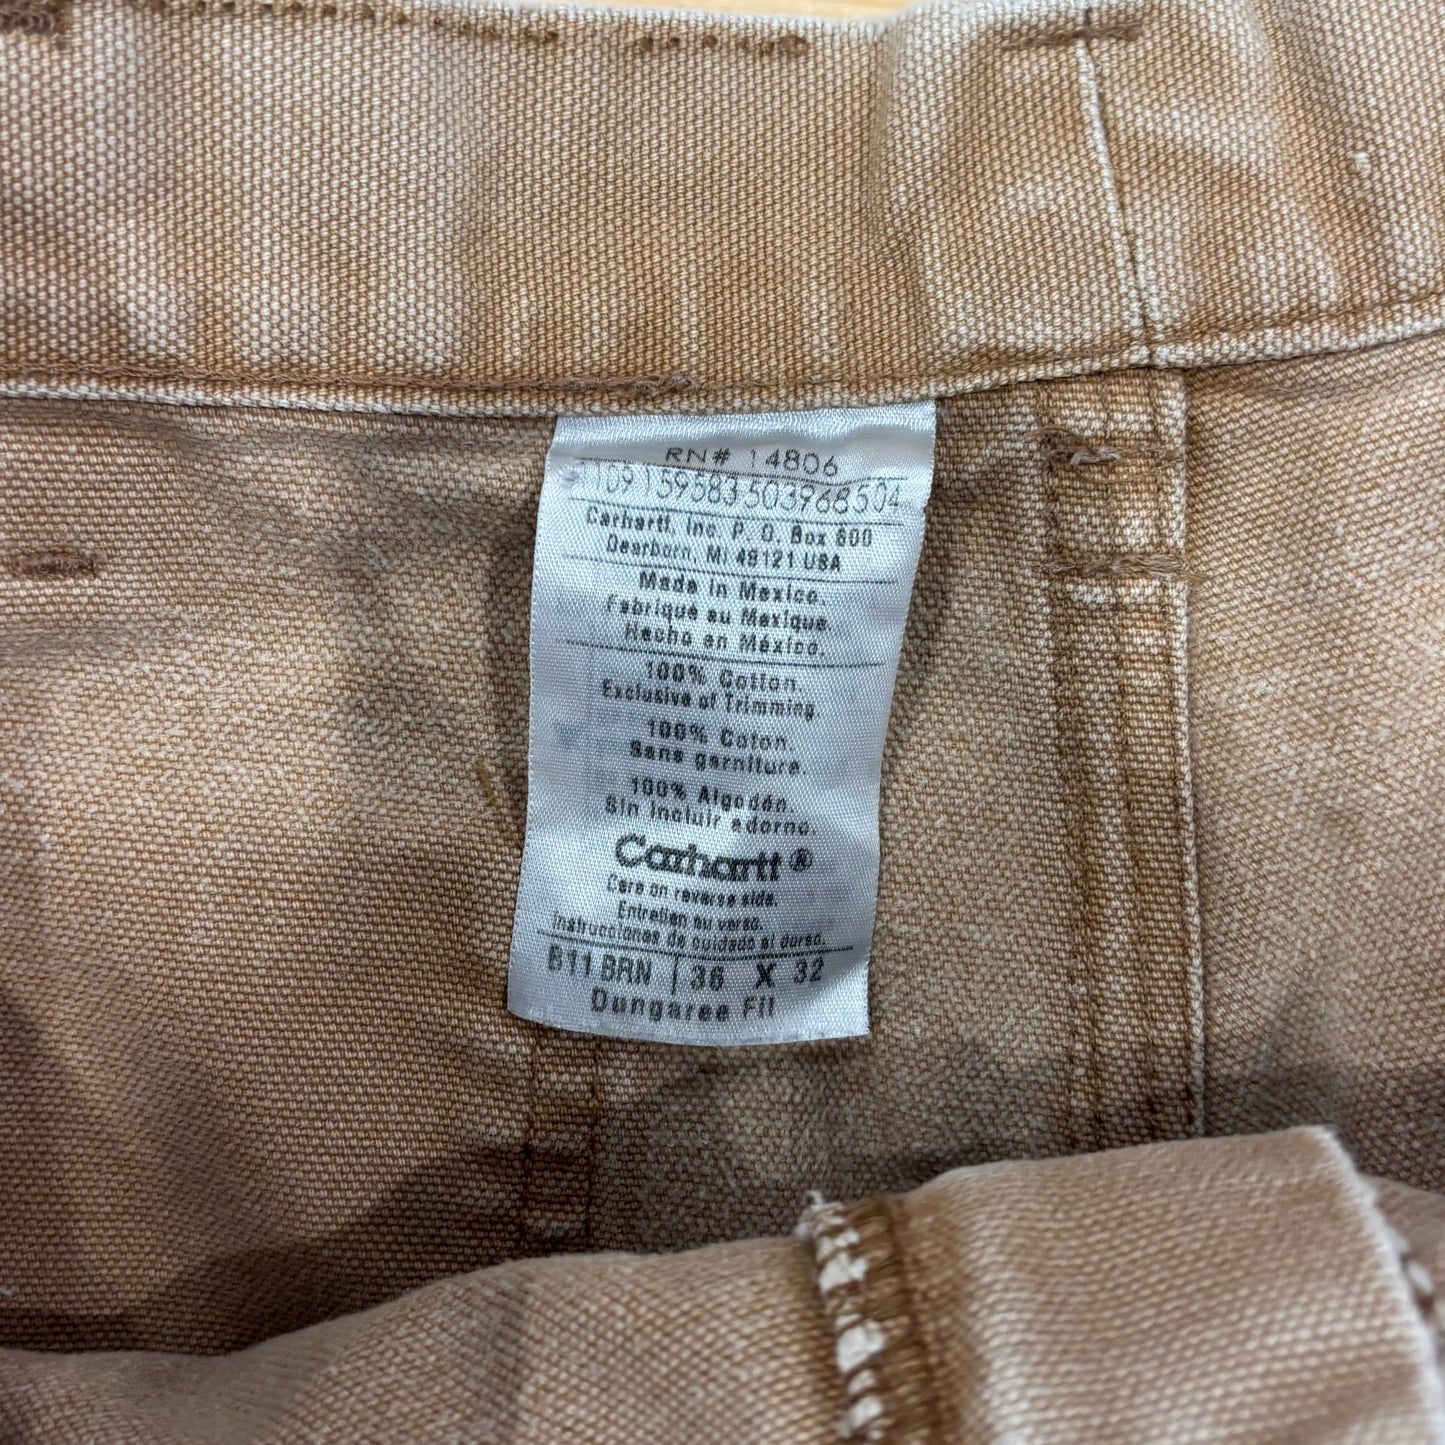 RN# 14806
109159583503968504
Carhartt, Inc. P. O. Box 600
Dearborn, MI 48121 USA
Made in Mexico.
Fabriqué au Mexique.
Hecho en México.
100% Cotton.
Exclusive of Trimming.
100% Coton.
Sans garniture.
100% Algodón.
Sin incluir adorno.
Carhartt®
Care on reverse side.
Entretien au verso.
Instrucciones de cuidado al dorso.
B11 BRN | 36 X 32
Dungaree Fit